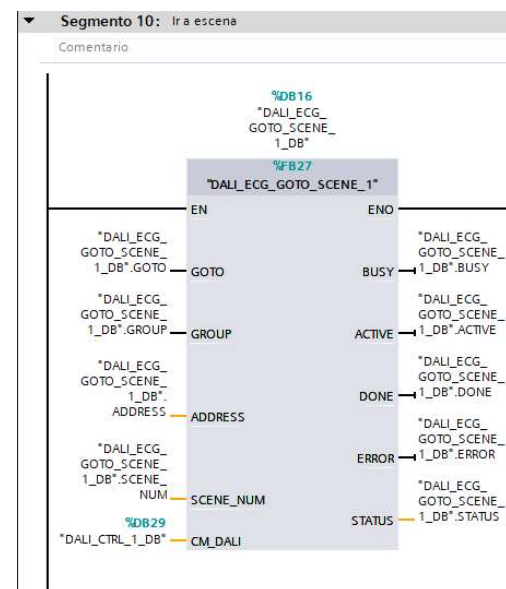 Segmento 10: Ir a escena
Comentario
%DB16
"DALI_ECG_
GOTO_SCENE_
1_DB"
%FB27
"DALI_ECG_GOTO_SCENE_1"
EN ENO
"DALI_ECG_
GOTO_SCENE_
1_DB".GOTO GOTO
"DALI_ECG_
GOTO_SCENE_
BUSY 1_DB".BUSY
"DALI_ECG_
GOTO_SCENE_
1_DB".GROUP GROUP
"DALI_ECG_
GOTO_SCENE_
ACTIVE 1_DB".ACTIVE
"DALI_ECG_
GOTO_SCENE_
1_DB".
ADDRESS ADDRESS
"DALI_ECG_
GOTO_SCENE_
DONE 1_DB".DONE
"DALI_ECG_
GOTO_SCENE_
ERROR 1_DB".ERROR
"DALI_ECG_
GOTO_SCENE_
1_DB".SCENE_
NUM SCENE_NUM
"DALI_ECG_
GOTO_SCENE_
STATUS 1_DB".STATUS
%DB29
"DALI_CTRL_1_DB" CM_DALI